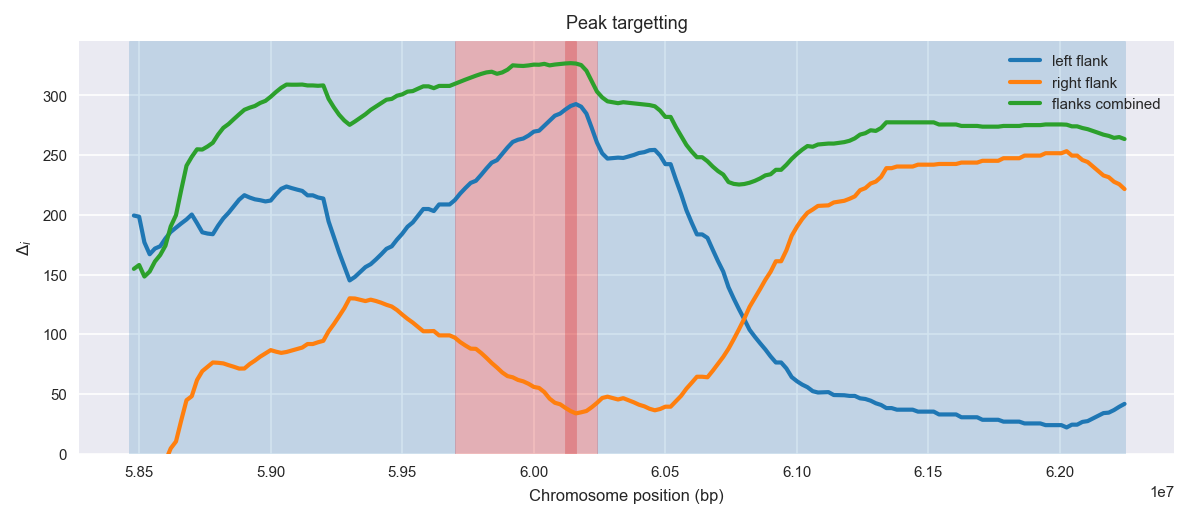 Peak targetting
left flank
right flank
flanks combined
Δi
300
250
200
150
100
50
0
5.85 5.90 5.95 6.00 6.05 6.10 6.15 6.20
1e7
Chromosome position (bp)